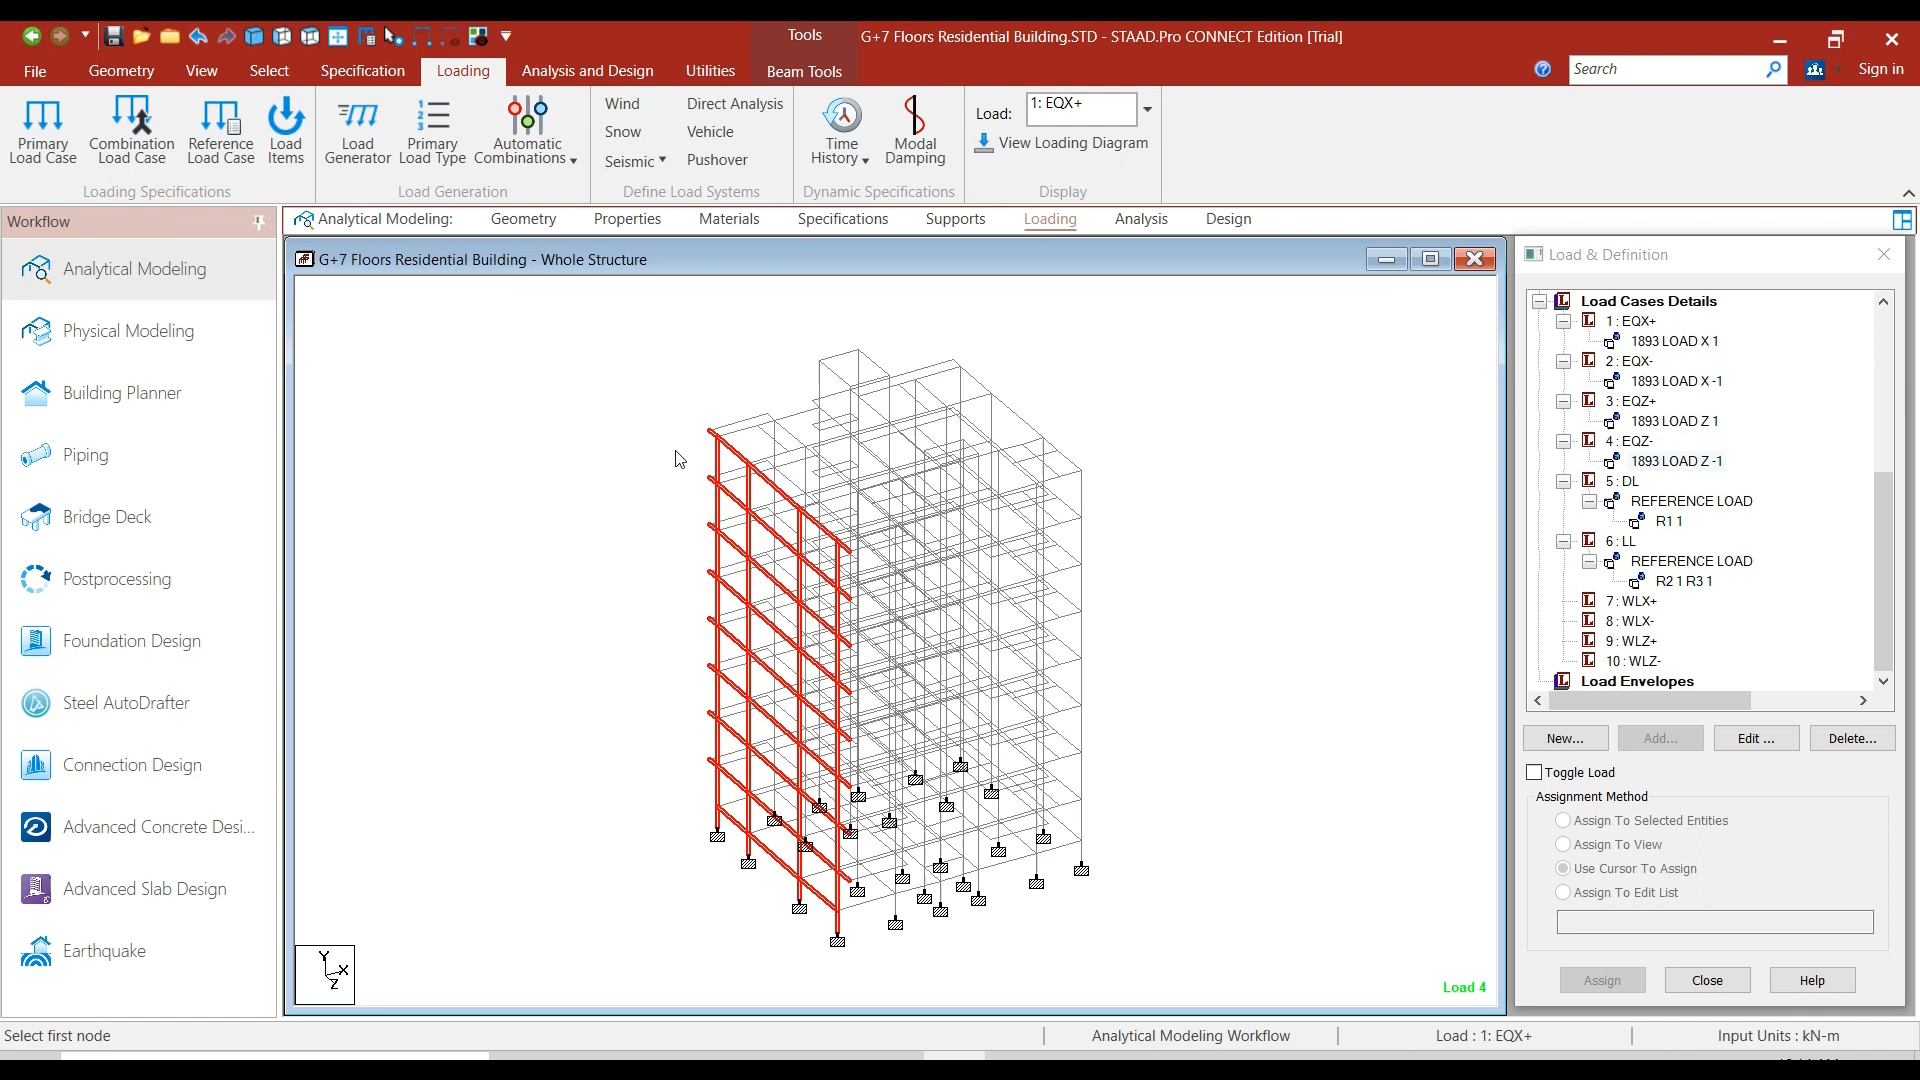 Tools
G+7 Floors Residential Building.STD - STAAD.Pro CONNECT Edition [Trial]
File
Geometry
View
Select
Specification
Loading
Analysis and Design
Utilities
Beam Tools
Search
Sign in
Primary
Load Case
Combination
Load Case
Reference
Load Case
Load
Items
Loading Specifications
Load
Generator
Primary
Load Type
Automatic
Combinations
Load Generation
Wind
Snow
Seismic
Direct Analysis
Vehicle
Pushover
Define Load Systems
Time
History
Modal
Damping
Dynamic Specifications
Load:
1: EQX+
View Loading Diagram
Display
Workflow
Analytical Modeling:
Geometry
Properties
Materials
Specifications
Supports
Loading
Analysis
Design
Analytical Modeling
Physical Modeling
Building Planner
Piping
Bridge Deck
Postprocessing
Foundation Design
Steel AutoDrafter
Connection Design
Advanced Concrete Desi...
Advanced Slab Design
Earthquake
G+7 Floors Residential Building - Whole Structure
Y
X
Z
Load 4
Load & Definition
Load Cases Details
1 : EQX+
1893 LOAD X 1
2 : EQX-
1893 LOAD X -1
3 : EQZ+
1893 LOAD Z 1
4 : EQZ-
1893 LOAD Z -1
5 : DL
REFERENCE LOAD
R1 1
6 : LL
REFERENCE LOAD
R2 1 R3 1
7 : WLX+
8 : WLX-
9 : WLZ+
10 : WLZ-
Load Envelopes
New...
Add...
Edit ...
Delete...
Toggle Load
Assignment Method
Assign To Selected Entities
Assign To View
Use Cursor To Assign
Assign To Edit List
Assign
Close
Help
Select first node
Analytical Modeling Workflow
Load : 1: EQX+
Input Units : kN-m